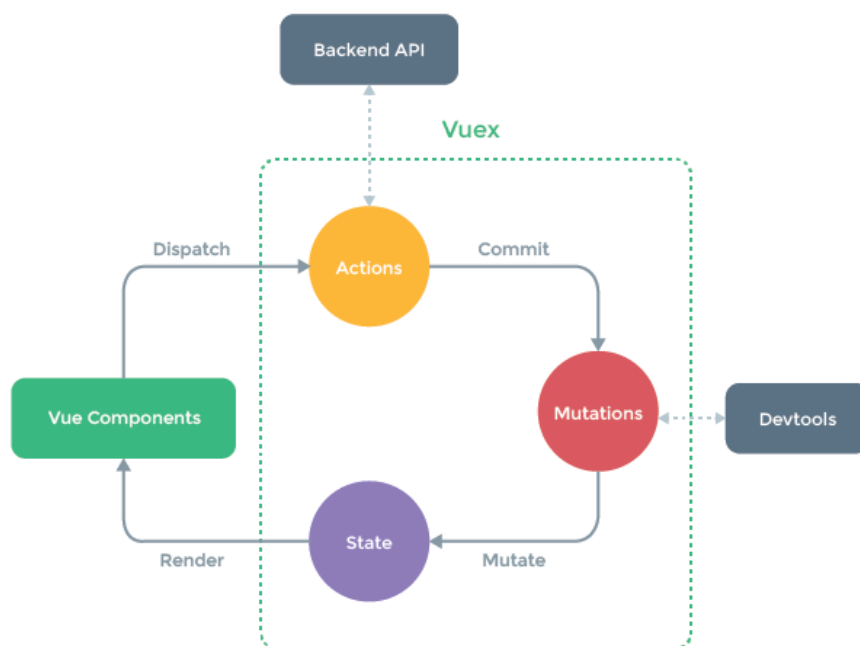 Backend API
Vuex
Dispatch
Actions
Commit
Vue Components
Mutations
Devtools
Render
State
Mutate